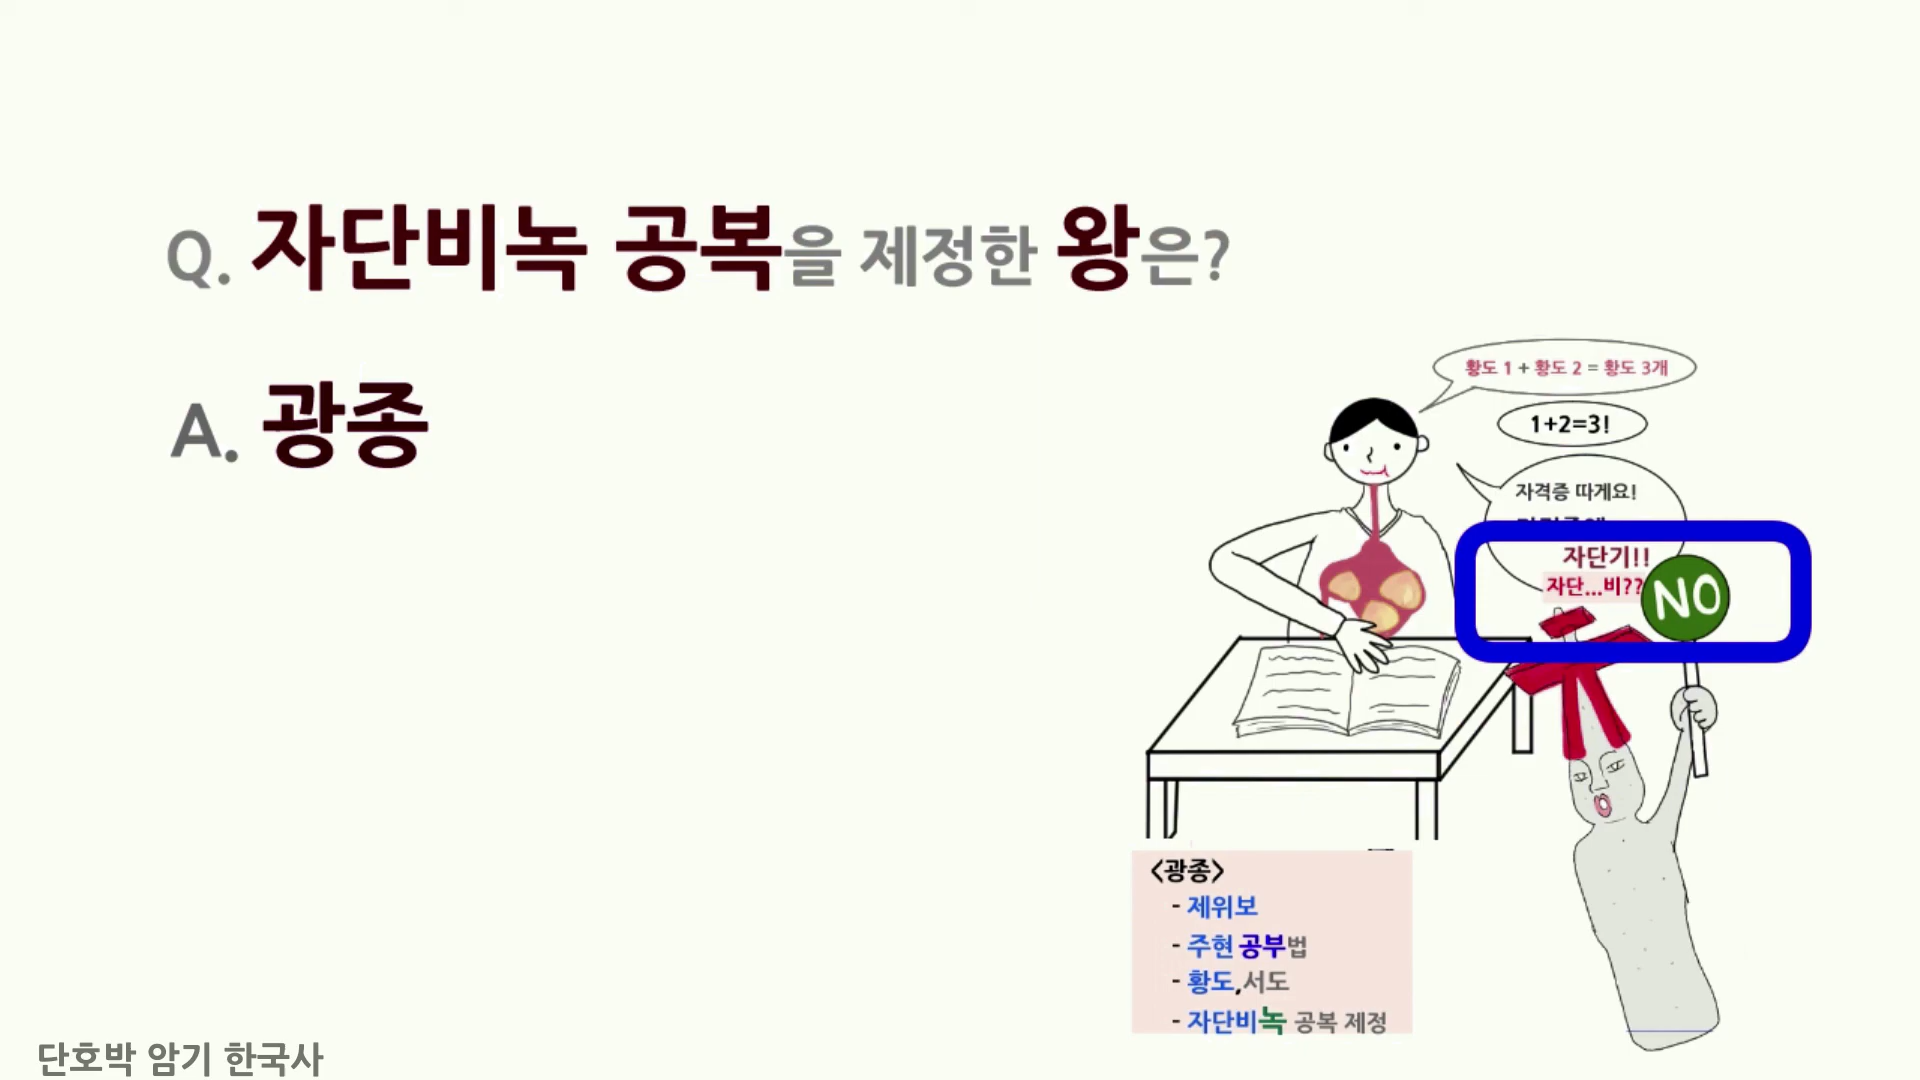 Q. 자단비녹 공복을 제정한 왕은?
A. 광종
황도 1 + 황도 2 = 황도 3개
1+2=3!
자격증 따게요!
자단기!!
자단...비??
NO
<광종>
- 제위보
- 주현 공부법
- 황도,서도
- 자단비녹 공복 제정
단호박 암기 한국사